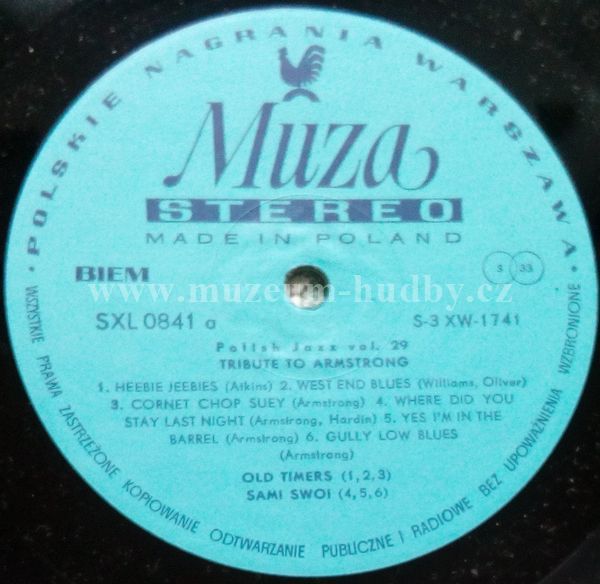 POLSKIE NAGRANIA WARSZAWA
Muza
STEREO
MADE IN POLAND
BIEM
S 33
www.muzeum-hudby.cz
SXL 0841 a
S-3 XW-1741
Polish Jazz vol. 29
TRIBUTE TO ARMSTRONG
1. HEEBIE JEEBIES (Atkins) 2. WEST END BLUES (Williams, Oliver)
3. CORNET CHOP SUEY (Armstrong) 4. WHERE DID YOU
STAY LAST NIGHT (Armstrong, Hardin) 5. YES I'M IN THE
BARREL (Armstrong) 6. GULLY LOW BLUES
(Armstrong)
OLD TIMERS (1,2,3)
SAMI SWOI (4,5,6)
WSZYSTKIE PRAWA ZASTRZEŻONE KOPIOWANIE ODTWARZANIE PUBLICZNE I RADIOWE BEZ UPOWAŻNIENIA WZBRONIONE